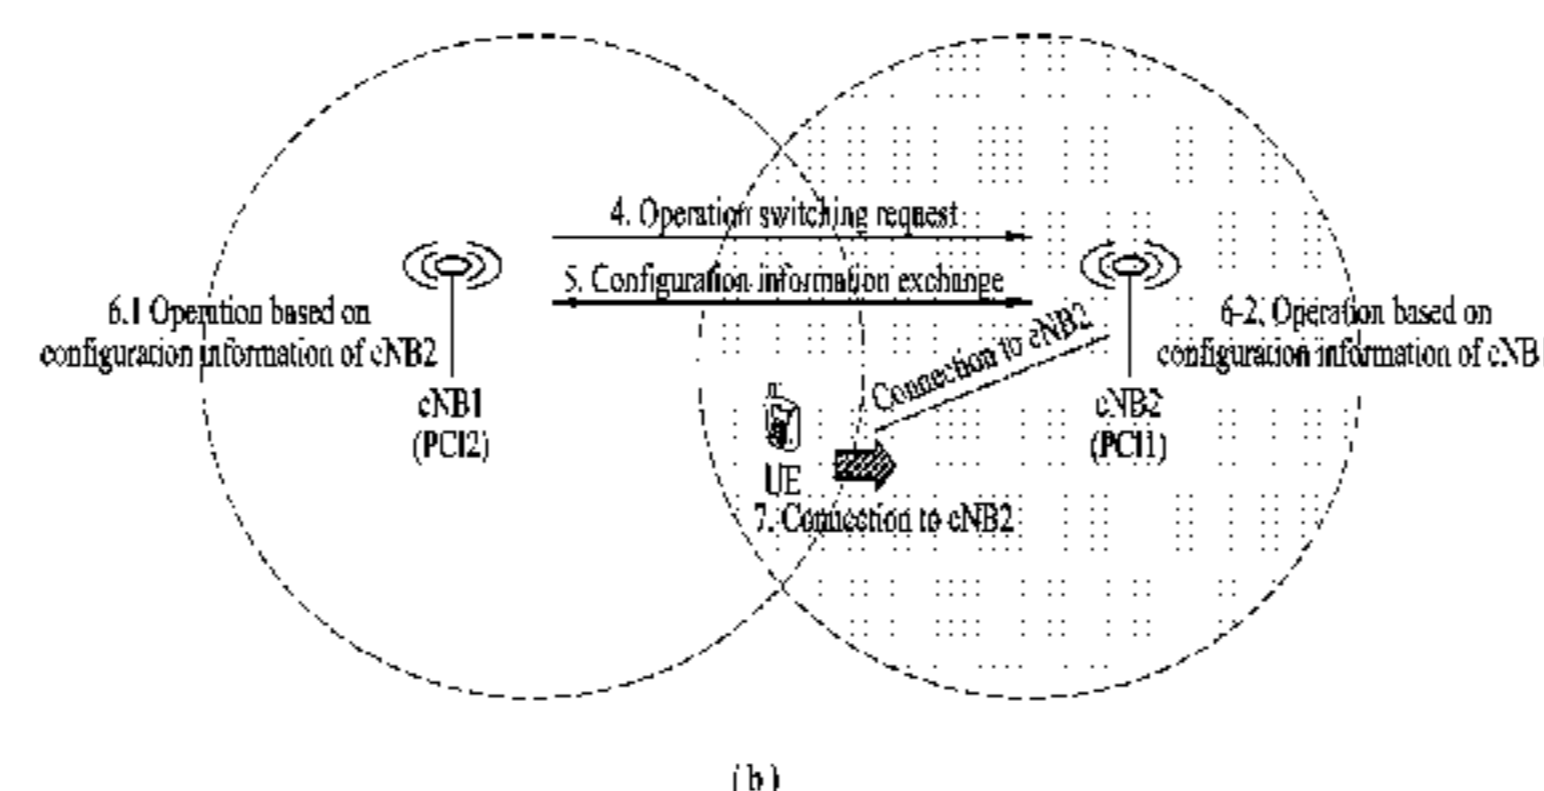 4. Operation switching request
5. Configuration information exchange
6.1 Operation based on
configuration information of eNB2
6-2. Operation based on
configuration information of eNB1
Connection to eNB2
eNB1
(PCI2)
eNB2
(PCI1)
UE
7. Connection to eNB2
(b)